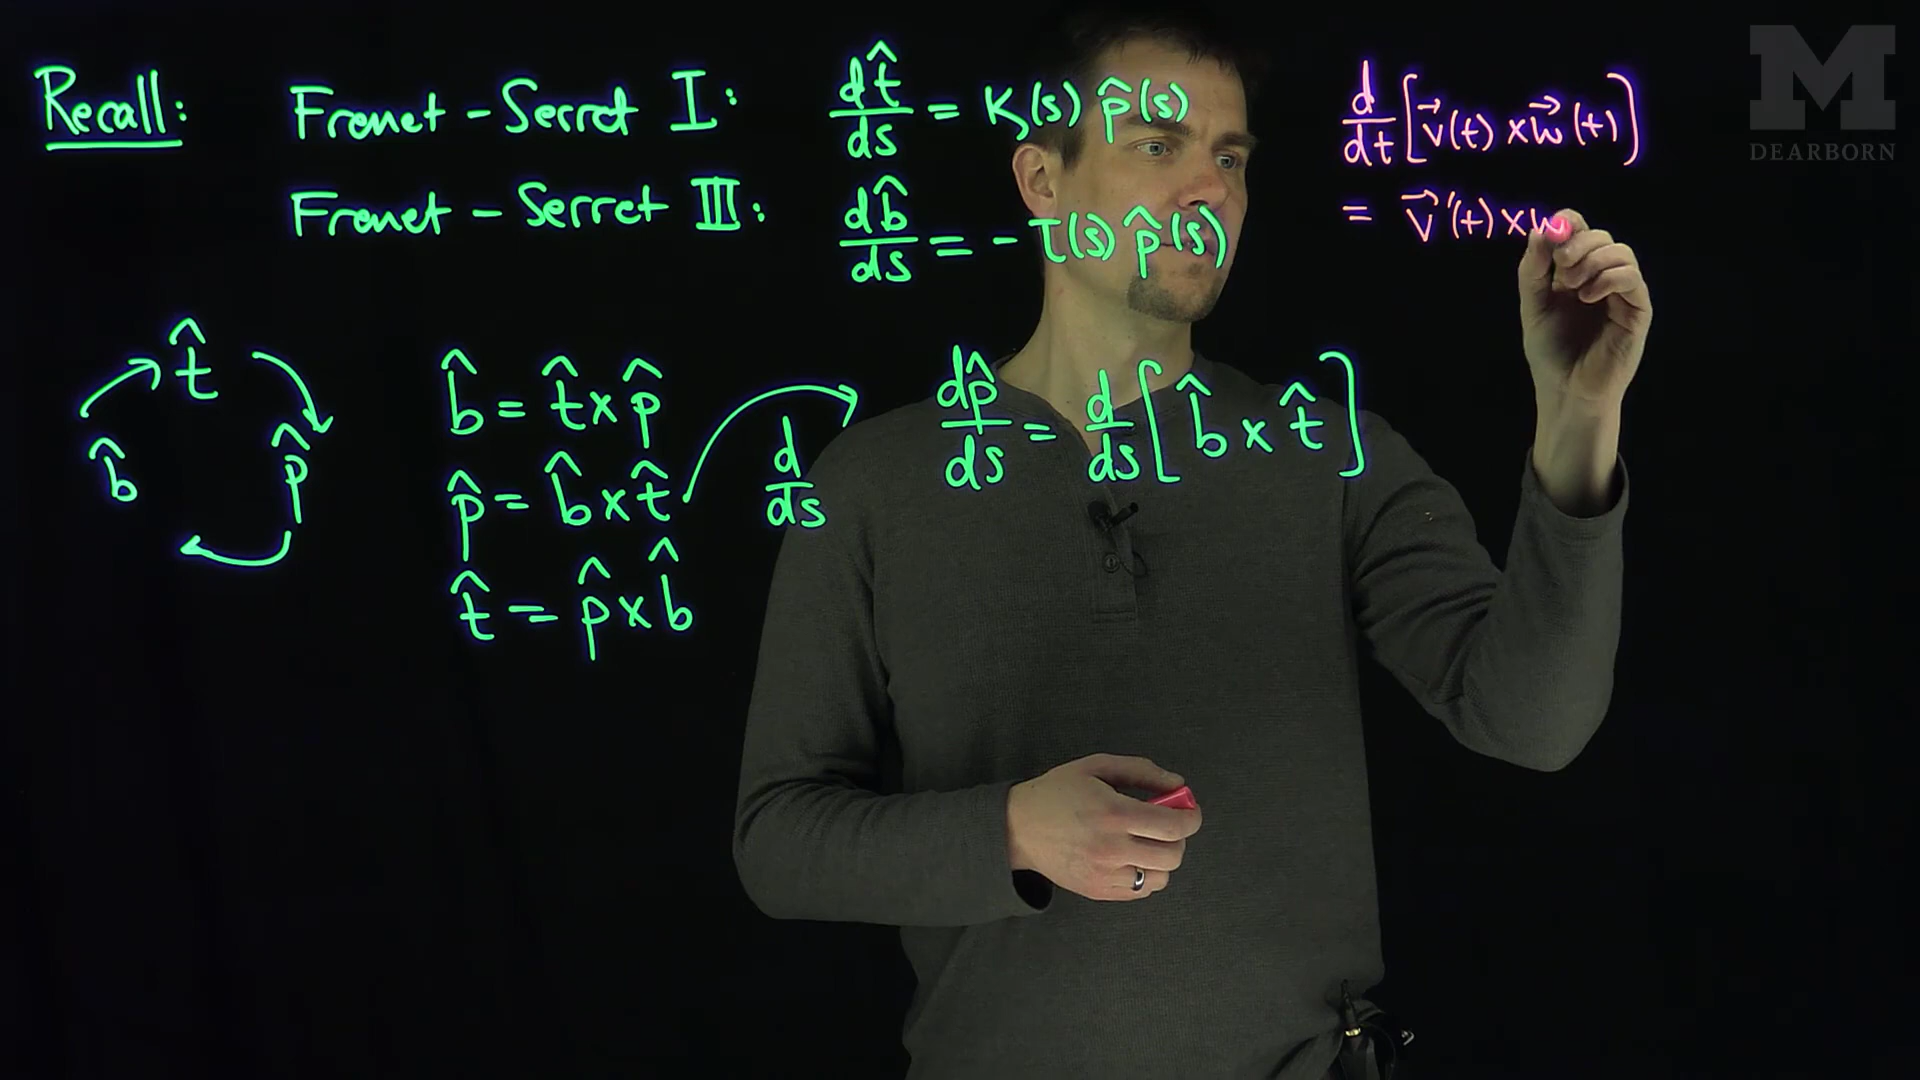 Recall: Frenet - Serret I: dt̂/ds = κ(s) p̂(s)
Frenet - Serret III: db̂/ds = - τ(s) p̂(s)
d/dt [v⃗(t) × w⃗(t)]
= v⃗'(t) × w
M
DEARBORN
t̂
b̂ p̂
b̂ = t̂ × p̂
p̂ = b̂ × t̂
t̂ = p̂ × b̂
d/ds
dp̂/ds = d/ds [b̂ × t̂]